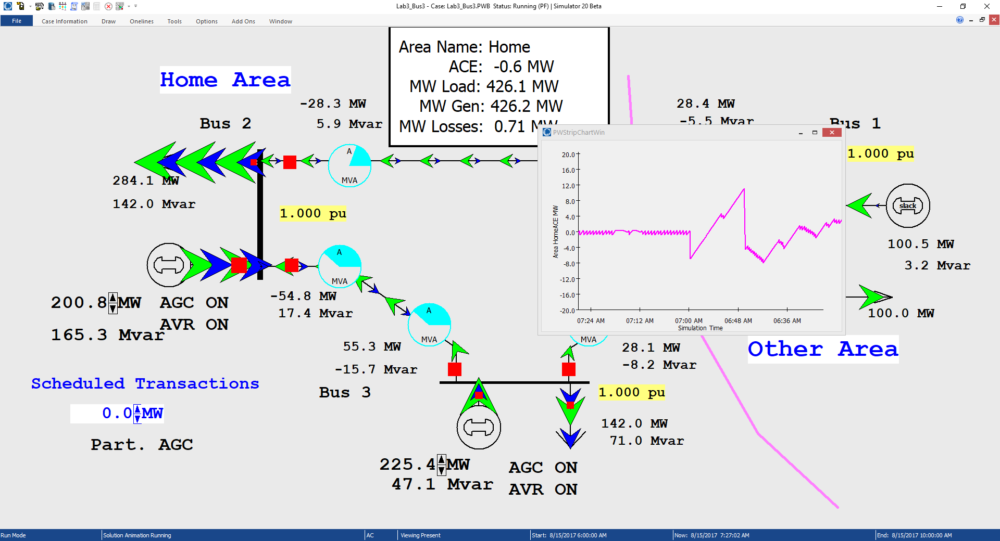 Lab3_Bus3 - Case: Lab3_Bus3.PWB Status: Running (PF) | Simulator 20 Beta
File Case Information Draw Onelines Tools Options Add Ons Window
Area Name: Home
ACE: -0.6 MW
MW Load: 426.1 MW
MW Gen: 426.2 MW
MW Losses: 0.71 MW
Home Area
-28.3 MW
5.9 Mvar
Bus 2
28.4 MW
-5.5 Mvar
Bus 1
1.000 pu
A
MVA
284.1 MW
142.0 Mvar
1.000 pu
PWStripChartWin
20.0
16.0
12.0
8.0
4.0
0.0
-4.0
-8.0
-12.0
-16.0
-20.0
Area HomeACE MW
07:24 AM 07:12 AM 07:00 AM 06:48 AM 06:36 AM
Simulation Time
slack
100.5 MW
3.2 Mvar
100.0 MW
A
MVA
200.8 MW AGC ON
AVR ON
165.3 Mvar
-54.8 MW
17.4 Mvar
A
MVA
MVA
55.3 MW
-15.7 Mvar
28.1 MW
-8.2 Mvar
Other Area
Scheduled Transactions
0.0 MW
Part. AGC
Bus 3
1.000 pu
142.0 MW
71.0 Mvar
225.4 MW
47.1 Mvar
AGC ON
AVR ON
Run Mode Solution Animation Running AC Viewing Present Start: 8/15/2017 6:00:00 AM Now: 8/15/2017 7:27:02 AM End: 8/15/2017 10:00:00 AM